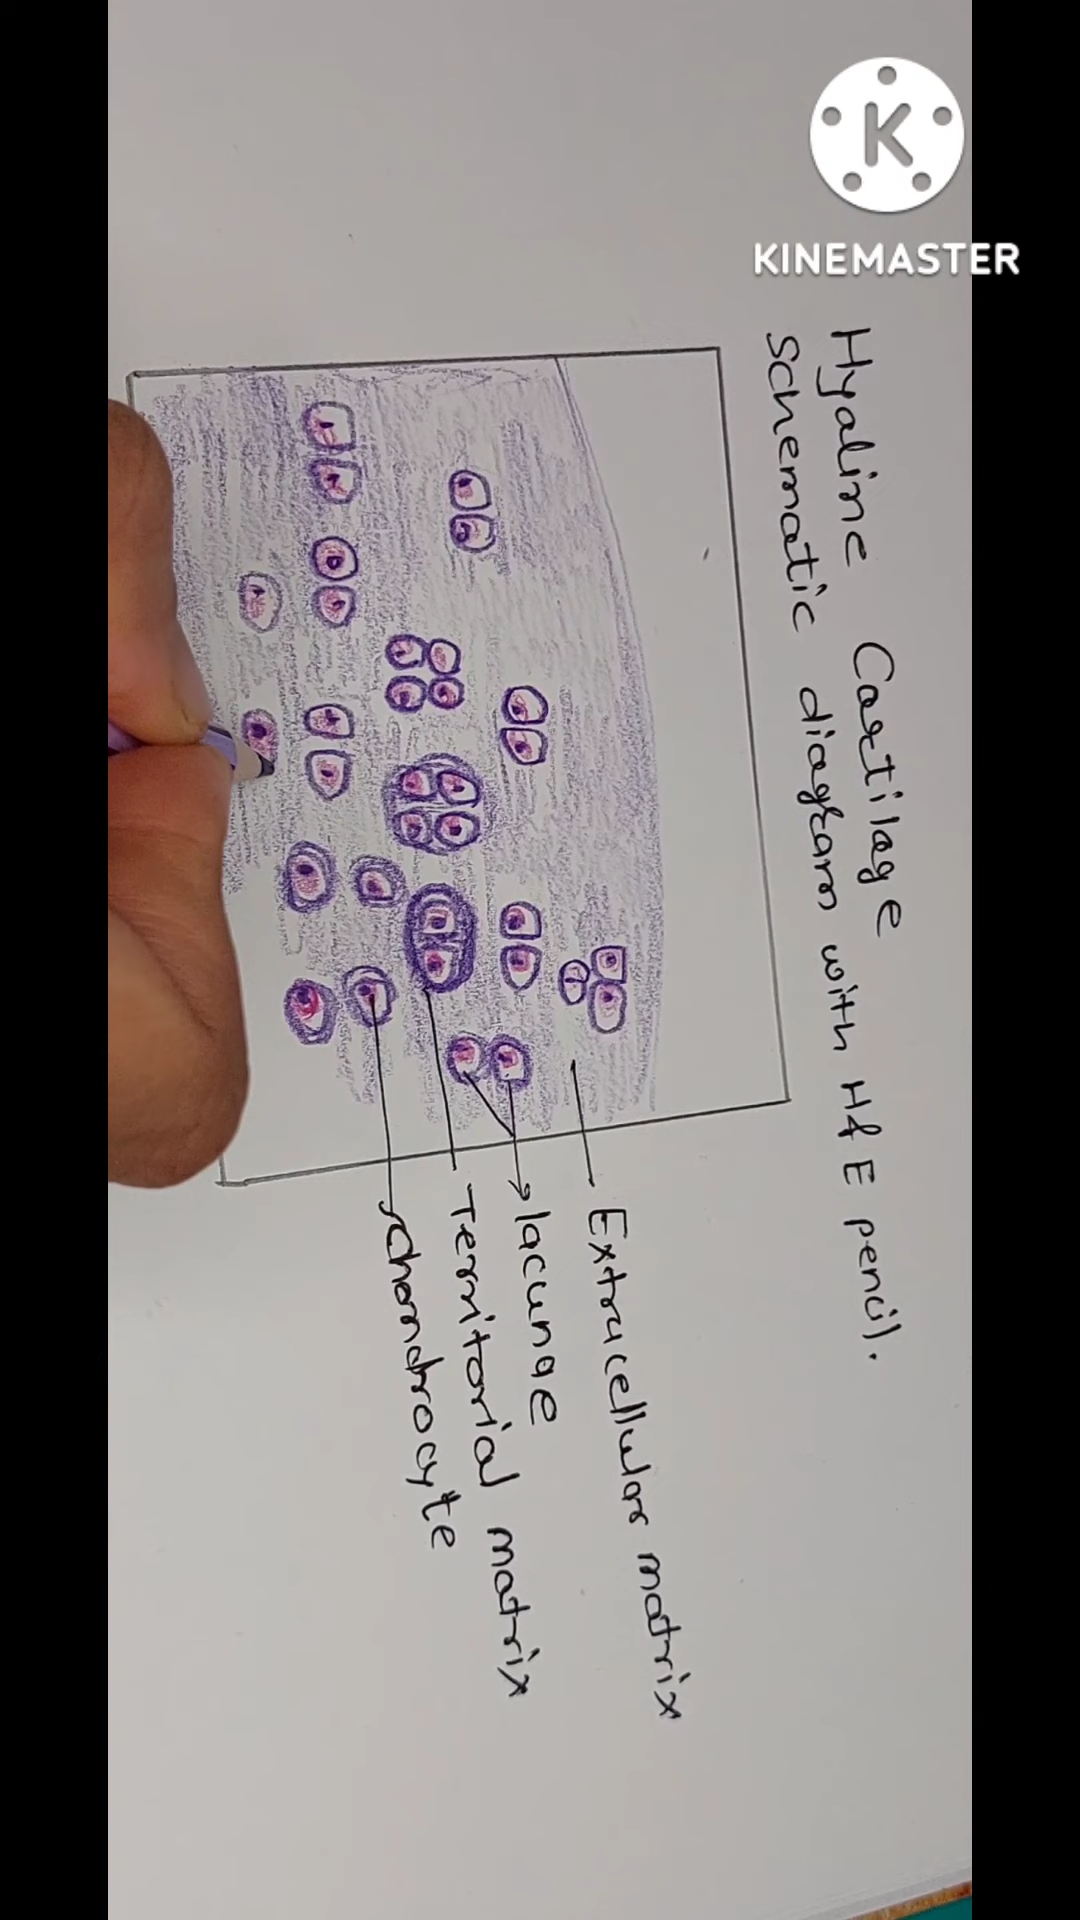 KINEMASTER
Hyaline Cartilage
schematic diagram with H & E pencil.
Extracellular matrix
lacunae
Territorial matrix
chondrocyte